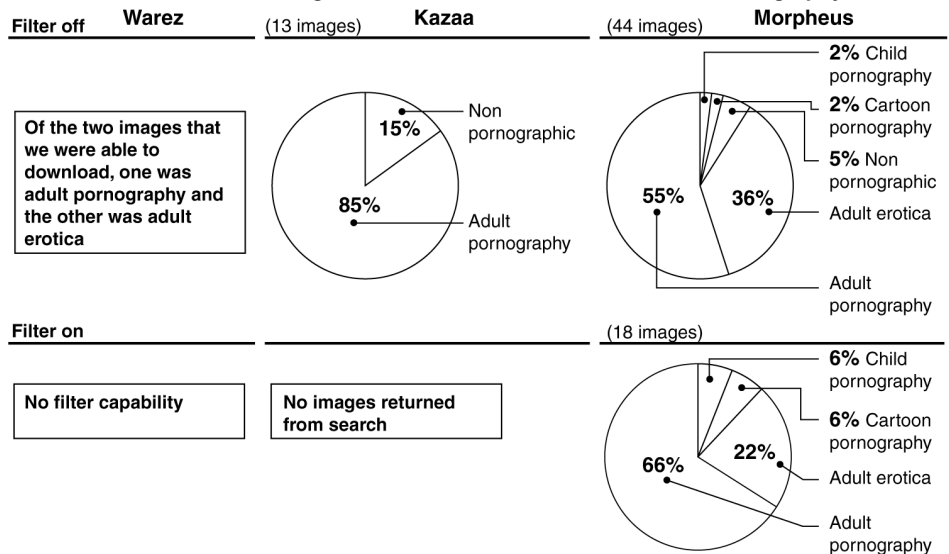 Warez
Kazaa
Morpheus
Filter off
(13 images)
(44 images)
Of the two images that
we were able to
download, one was
adult pornography and
the other was adult
erotica
15%
Non
pornographic
85%
Adult
pornography
2% Child
pornography
2% Cartoon
pornography
5% Non
pornographic
55%
36%
Adult erotica
Adult
pornography
Filter on
(18 images)
No filter capability
No images returned
from search
6% Child
pornography
6% Cartoon
pornography
22%
66%
Adult erotica
Adult
pornography